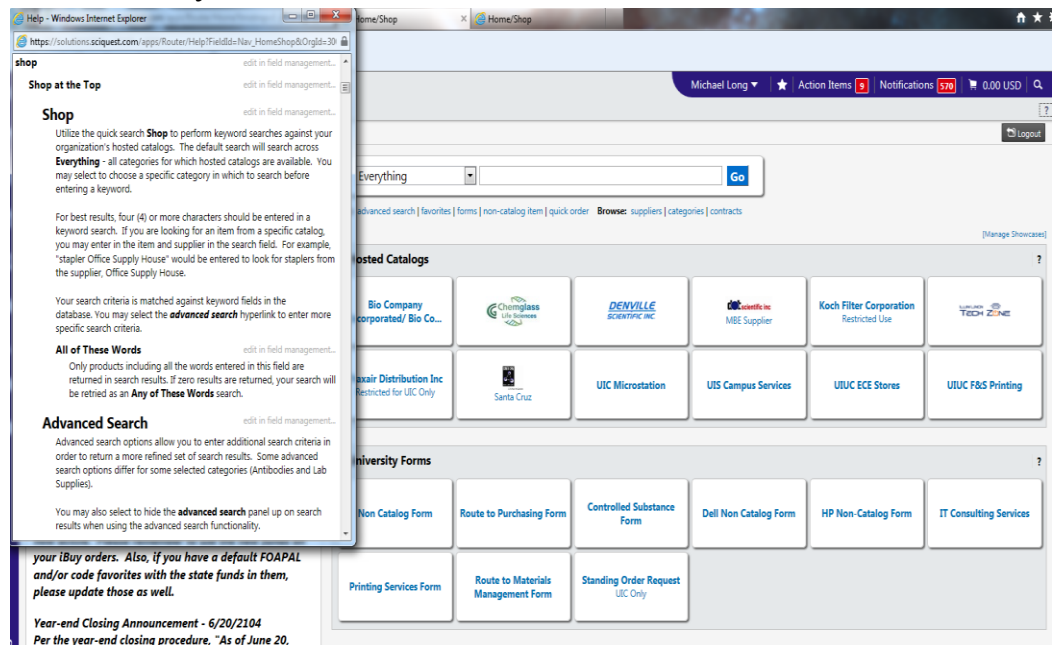 Help - Windows Internet Explorer
https://solutions.sciquest.com/apps/Router/Help?FieldId=Nav_HomeShop&OrgId=30
shop edit in field management...
Shop at the Top edit in field management...
Shop edit in field management...
Utilize the quick search Shop to perform keyword searches against your
organization's hosted catalogs. The default search will search across
Everything - all categories for which hosted catalogs are available. You
may select to choose a specific category in which to search before
entering a keyword.
For best results, four (4) or more characters should be entered in a
keyword search. If you are looking for an item from a specific catalog,
you may enter in the item and supplier in the search field. For example,
"stapler Office Supply House" would be entered to look for staplers from
the supplier, Office Supply House.
Your search criteria is matched against keyword fields in the
database. You may select the advanced search hyperlink to enter more
specific search criteria.
All of These Words edit in field management...
Only products including all the words entered in this field are
returned in search results. If zero results are returned, your search will
be retried as an Any of These Words search.
Advanced Search edit in field management...
Advanced search options allow you to enter additional search criteria in
order to return a more refined set of search results. Some advanced
search options differ for some selected categories (Antibodies and Lab
Supplies).
You may also select to hide the advanced search panel up on search
results when using the advanced search functionality.
your iBuy orders. Also, if you have a default FOAPAL
and/or code favorites with the state funds in them,
please update those as well.
Year-end Closing Announcement - 6/20/2104
Per the year-end closing procedure, "As of June 20,
Home/Shop
Home/Shop
Michael Long Action Items 9 Notifications 570 0.00 USD
?
Logout
Everything Go
advanced search | favorites | forms | non-catalog item | quick order Browse: suppliers | categories | contracts
[Manage Showcases]
osted Catalogs ?
Bio Company
corporated/ Bio Co...
Chemglass
Life Sciences
DENVILLE
SCIENTIFIC INC
dot scientific inc
MBE Supplier
Koch Filter Corporation
Restricted Use
TECH ZONE
axair Distribution Inc
Restricted for UIC Only
Santa Cruz
UIC Microstation
UIS Campus Services
UIUC ECE Stores
UIUC F&S Printing
niversity Forms ?
Non Catalog Form
Route to Purchasing Form
Controlled Substance
Form
Dell Non Catalog Form
HP Non-Catalog Form
IT Consulting Services
Printing Services Form
Route to Materials
Management Form
Standing Order Request
UIC Only